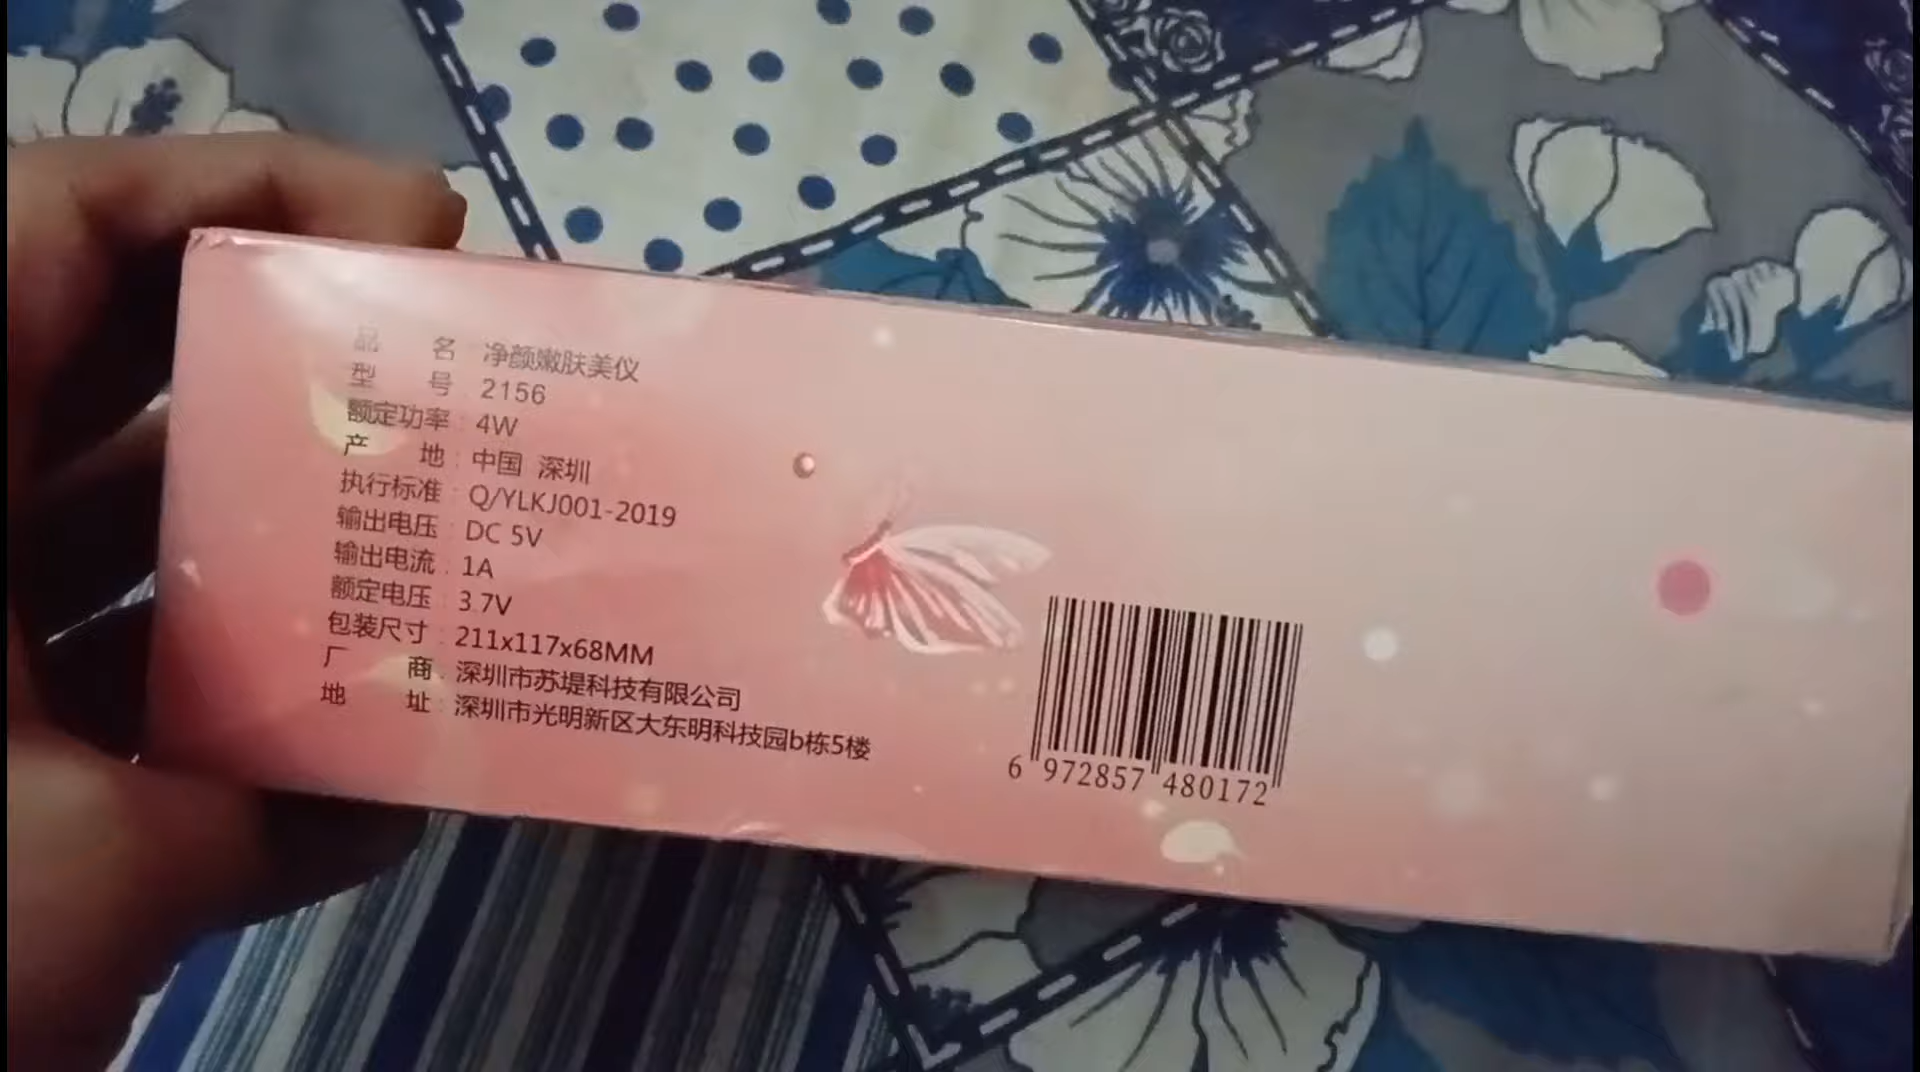 品 名：净颜嫩肤美仪
型 号：2156
额定功率：4W
产 地：中国 深圳
执行标准：Q/YLKJ001-2019
输出电压：DC 5V
输出电流：1A
额定电压：3.7V
包装尺寸：211x117x68MM
厂 商：深圳市苏堤科技有限公司
地 址：深圳市光明新区大东明科技园b栋5楼
6 972857 480172